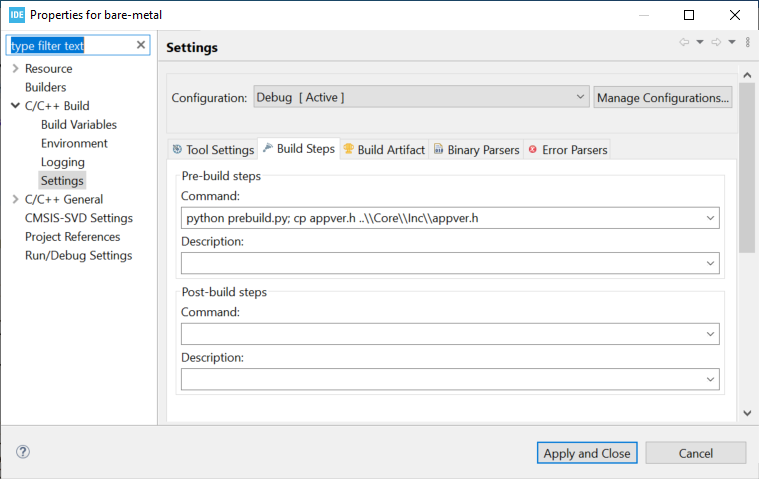 IDE Properties for bare-metal
type filter text
Resource
Builders
C/C++ Build
Build Variables
Environment
Logging
Settings
C/C++ General
CMSIS-SVD Settings
Project References
Run/Debug Settings
Settings
Configuration: Debug [ Active ] Manage Configurations...
Tool Settings Build Steps Build Artifact Binary Parsers Error Parsers
Pre-build steps
Command:
python prebuild.py; cp appver.h ..\\Core\\Inc\\appver.h
Description:
Post-build steps
Command:
Description:
Apply and Close Cancel